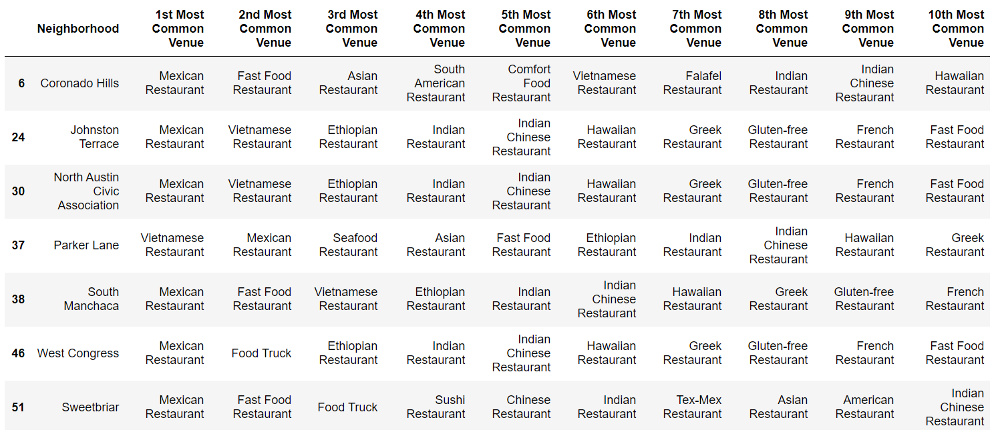 Neighborhood 1st Most Common Venue 2nd Most Common Venue 3rd Most Common Venue 4th Most Common Venue 5th Most Common Venue 6th Most Common Venue 7th Most Common Venue 8th Most Common Venue 9th Most Common Venue 10th Most Common Venue
6 Coronado Hills Mexican Restaurant Fast Food Restaurant Asian Restaurant South American Restaurant Comfort Food Restaurant Vietnamese Restaurant Falafel Restaurant Indian Restaurant Indian Chinese Restaurant Hawaiian Restaurant
24 Johnston Terrace Mexican Restaurant Vietnamese Restaurant Ethiopian Restaurant Indian Restaurant Indian Chinese Restaurant Hawaiian Restaurant Greek Restaurant Gluten-free Restaurant French Restaurant Fast Food Restaurant
30 North Austin Civic Association Mexican Restaurant Vietnamese Restaurant Ethiopian Restaurant Indian Restaurant Indian Chinese Restaurant Hawaiian Restaurant Greek Restaurant Gluten-free Restaurant French Restaurant Fast Food Restaurant
37 Parker Lane Vietnamese Restaurant Mexican Restaurant Seafood Restaurant Asian Restaurant Fast Food Restaurant Ethiopian Restaurant Indian Restaurant Indian Chinese Restaurant Hawaiian Restaurant Greek Restaurant
38 South Manchaca Mexican Restaurant Fast Food Restaurant Vietnamese Restaurant Ethiopian Restaurant Indian Restaurant Indian Chinese Restaurant Hawaiian Restaurant Greek Restaurant Gluten-free Restaurant French Restaurant
46 West Congress Mexican Restaurant Food Truck Ethiopian Restaurant Indian Restaurant Indian Chinese Restaurant Hawaiian Restaurant Greek Restaurant Gluten-free Restaurant French Restaurant Fast Food Restaurant
51 Sweetbriar Mexican Restaurant Fast Food Restaurant Food Truck Sushi Restaurant Chinese Restaurant Indian Restaurant Tex-Mex Restaurant Asian Restaurant American Restaurant Indian Chinese Restaurant